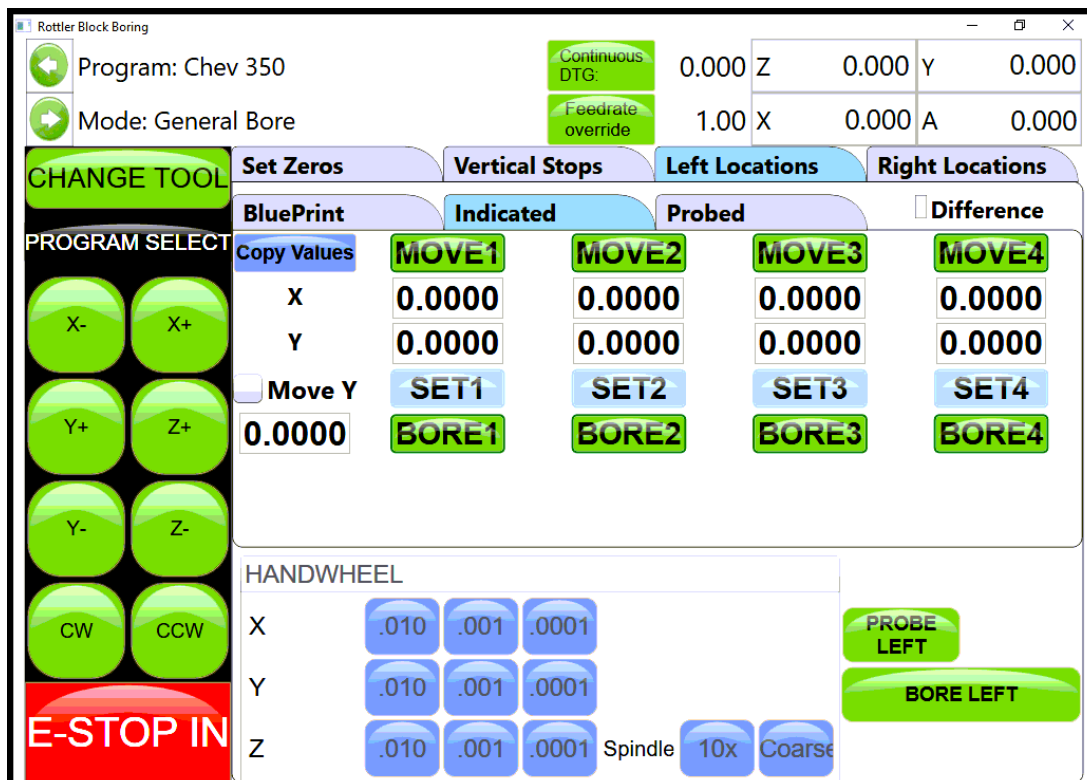 Rottler Block Boring
Program: Chev 350
Continuous DTG:
0.000 Z 0.000 Y 0.000
Mode: General Bore
Feedrate override
1.00 X 0.000 A 0.000
CHANGE TOOL
Set Zeros Vertical Stops Left Locations Right Locations
BluePrint Indicated Probed Difference
PROGRAM SELECT
Copy Values MOVE1 MOVE2 MOVE3 MOVE4
X 0.0000 0.0000 0.0000 0.0000
Y 0.0000 0.0000 0.0000 0.0000
Move Y SET1 SET2 SET3 SET4
0.0000 BORE1 BORE2 BORE3 BORE4
X- X+
Y+ Z+
Y- Z-
CW CCW
E-STOP IN
HANDWHEEL
X .010 .001 .0001
Y .010 .001 .0001
Z .010 .001 .0001 Spindle 10x Coarse
PROBE
LEFT
BORE LEFT